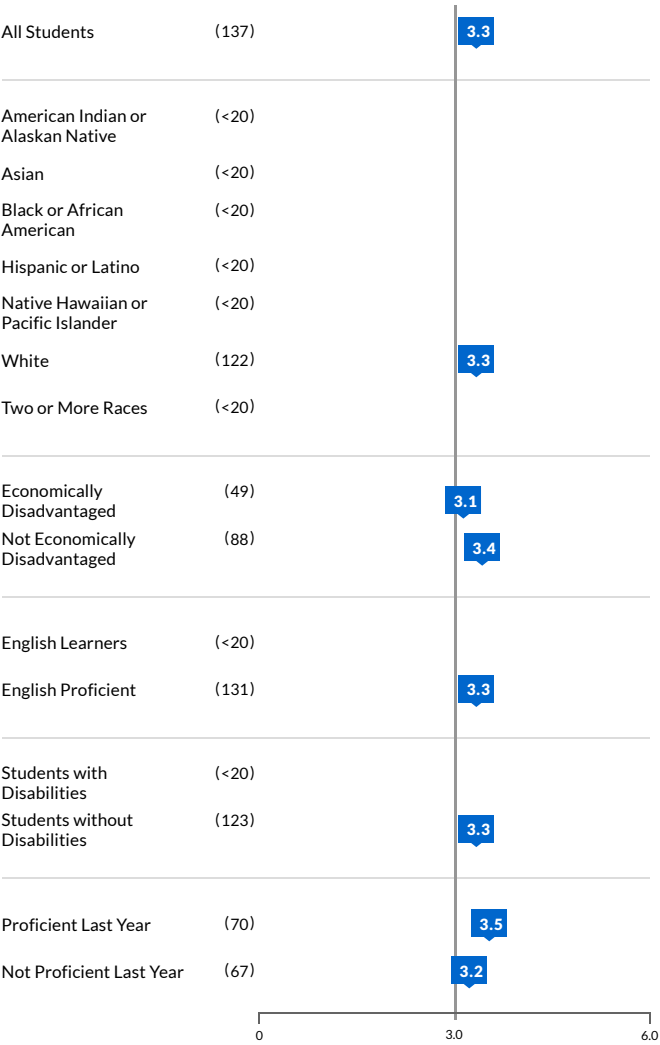 All Students (137) 3.3
American Indian or (<20)
Alaskan Native
Asian (<20)
Black or African (<20)
American
Hispanic or Latino (<20)
Native Hawaiian or (<20)
Pacific Islander
White (122) 3.3
Two or More Races (<20)
Economically (49) 3.1
Disadvantaged
Not Economically (88) 3.4
Disadvantaged
English Learners (<20)
English Proficient (131) 3.3
Students with (<20)
Disabilities
Students without (123) 3.3
Disabilities
Proficient Last Year (70) 3.5
Not Proficient Last Year (67) 3.2
0 3.0 6.0